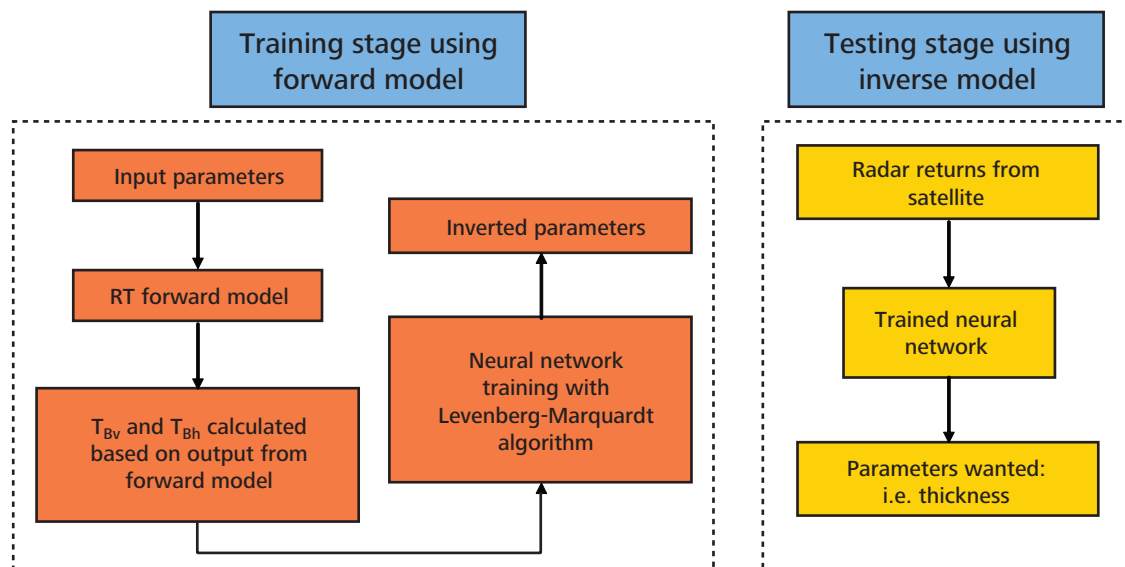 Training stage using
forward model
Testing stage using
inverse model
Input parameters
RT forward model
T_Bv and T_Bh calculated
based on output from
forward model
Inverted parameters
Neural network
training with
Levenberg-Marquardt
algorithm
Radar returns from
satellite
Trained neural
network
Parameters wanted:
i.e. thickness